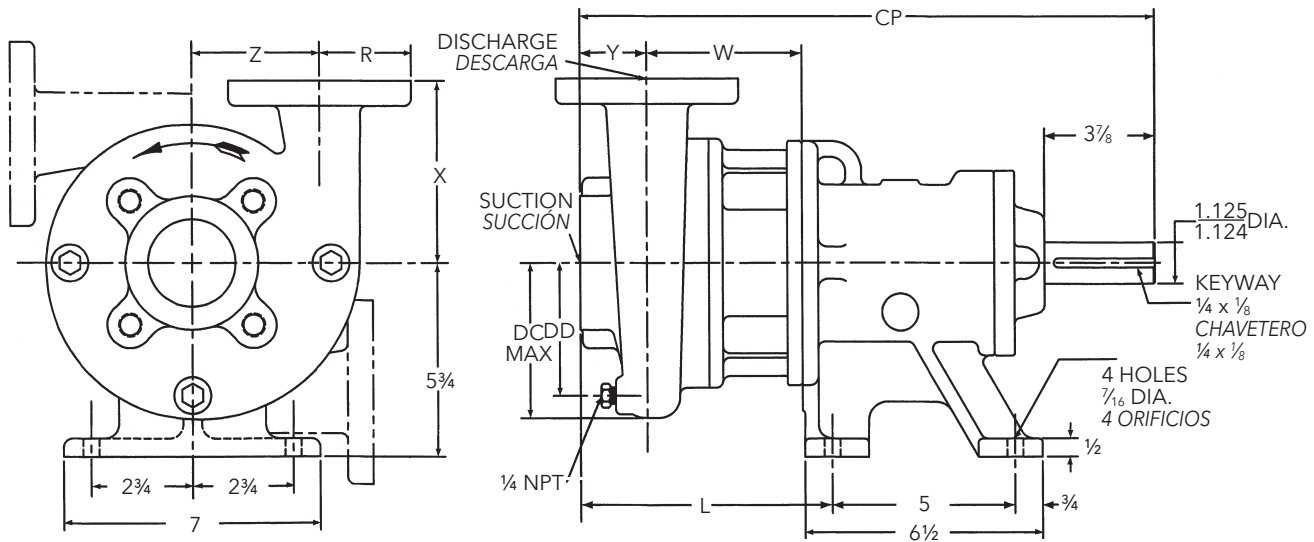 Z
R
X
5¾
2¾
2¾
7
CP
Y
W
DISCHARGE
DESCARGA
3⅞
SUCTION
SUCCIÓN
1.125
1.124
DIA.
KEYWAY
¼ x ⅛
CHAVETERO
¼ x ⅛
DC
MAX
DD
4 HOLES
⁷⁄₁₆ DIA.
4 ORIFICIOS
½
¼ NPT
L
5
¾
6½